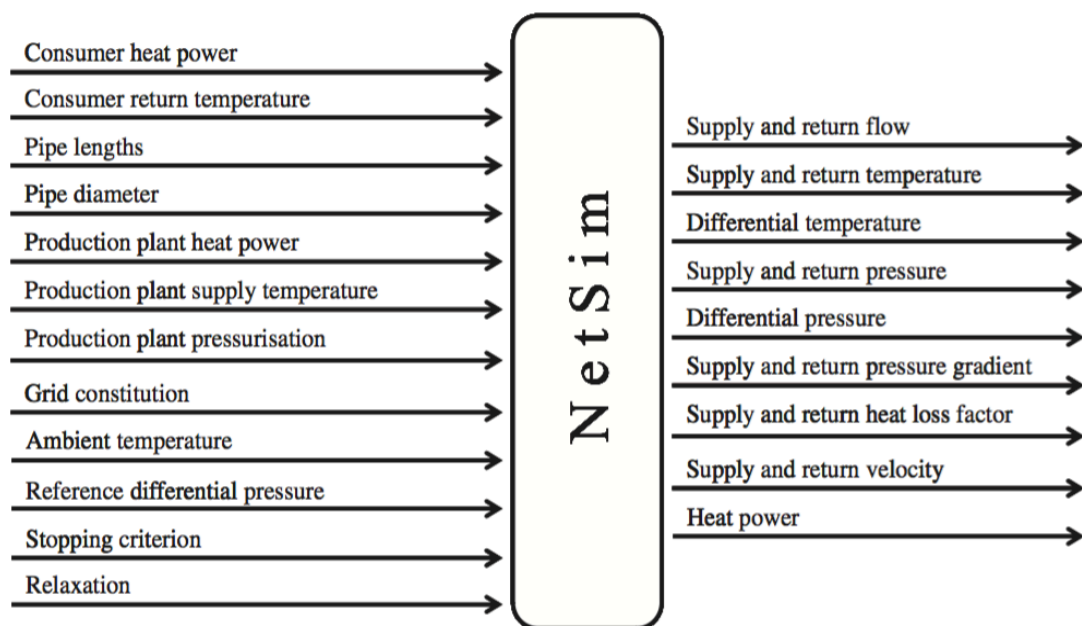 Consumer heat power
Consumer return temperature
Pipe lengths
Pipe diameter
Production plant heat power
Production plant supply temperature
Production plant pressurisation
Grid constitution
Ambient temperature
Reference differential pressure
Stopping criterion
Relaxation
NetSim
Supply and return flow
Supply and return temperature
Differential temperature
Supply and return pressure
Differential pressure
Supply and return pressure gradient
Supply and return heat loss factor
Supply and return velocity
Heat power